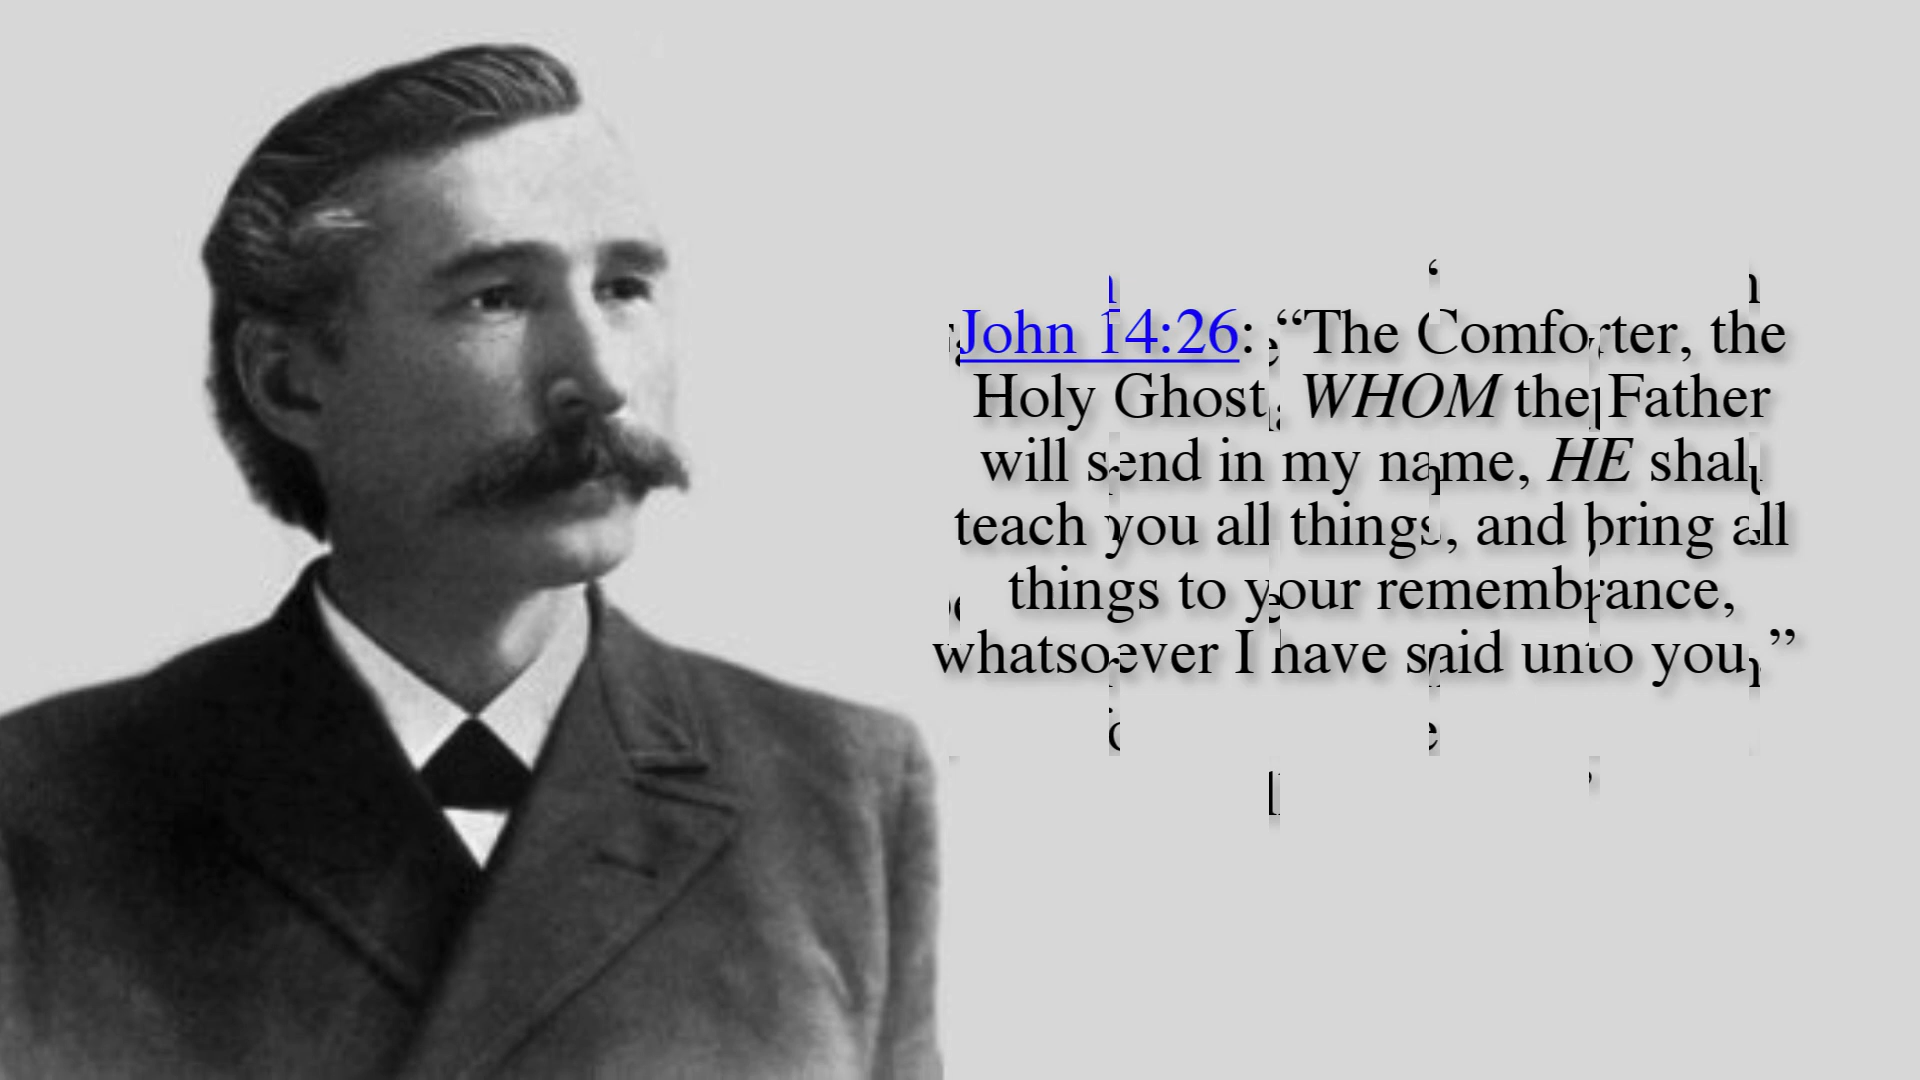 John 14:26: “The Comforter, the
Holy Ghost, WHOM the Father
will send in my name, HE shall
teach you all things, and bring all
things to your remembrance,
whatsoever I have said unto you.”